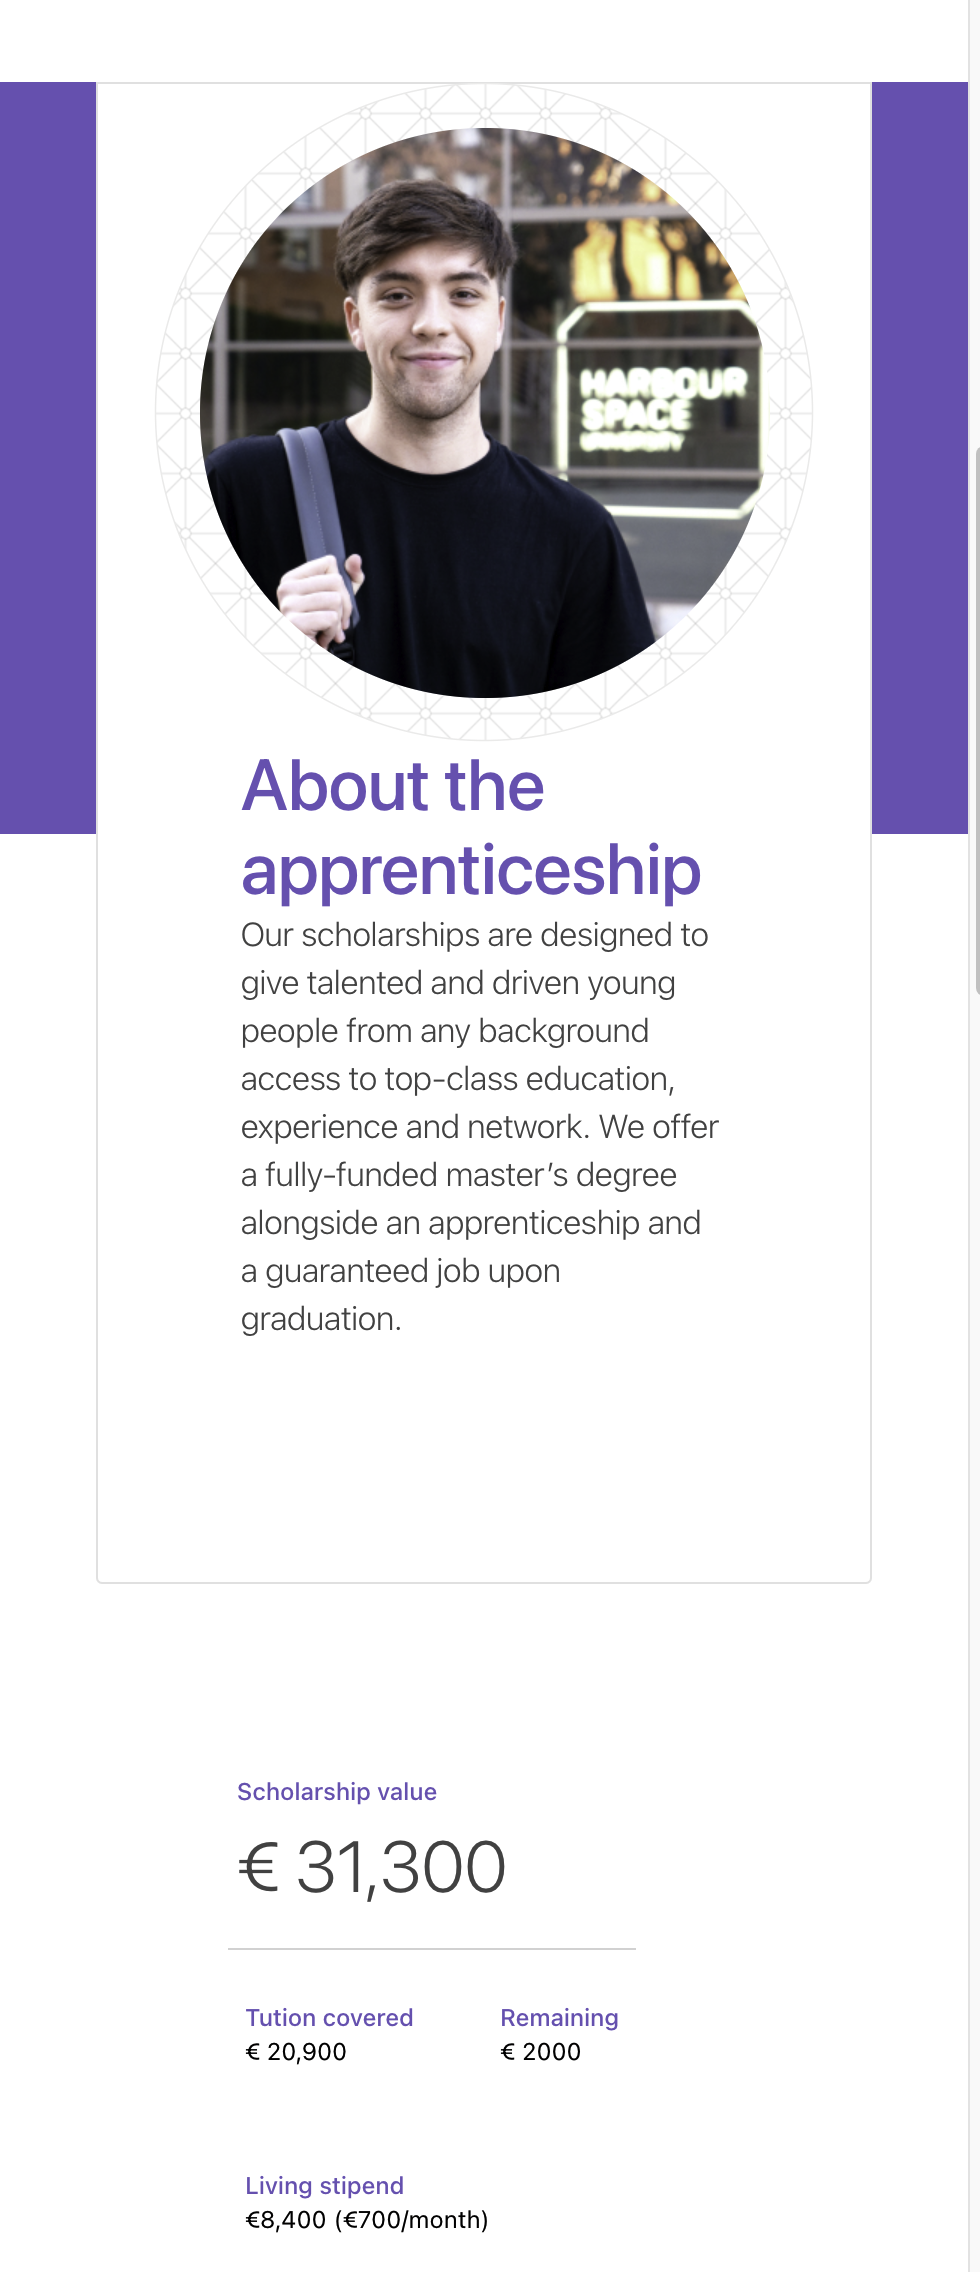 HARBOUR
SPACE
UNIVERSITY
About the
apprenticeship
Our scholarships are designed to
give talented and driven young
people from any background
access to top-class education,
experience and network. We offer
a fully-funded master’s degree
alongside an apprenticeship and
a guaranteed job upon
graduation.
Scholarship value
€ 31,300
Tution covered
Remaining
€ 20,900
€ 2000
Living stipend
€8,400 (€700/month)